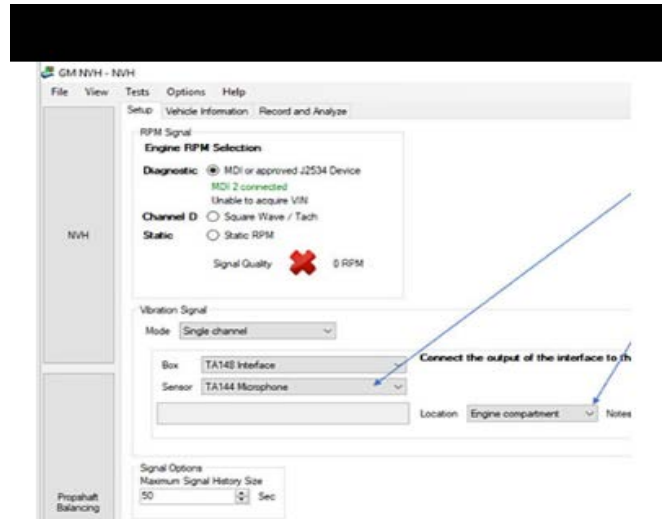 GM NVH - NVH
File View Tests Options Help
Setup Vehicle Information Record and Analyze
RPM Signal
Engine RPM Selection
Diagnostic MDI or approved J2534 Device
MDI 2 connected
Unable to acquire VIN
Channel D Square Wave / Tach
Static Static RPM
NVH
Signal Quality 0 RPM
Vibration Signal
Mode Single channel
Box TA148 Interface Connect the output of the interface to th
Sensor TA144 Microphone
Location Engine compartment Notes
Signal Options
Maximum Signal History Size
50 Sec
Propshaft
Balancing